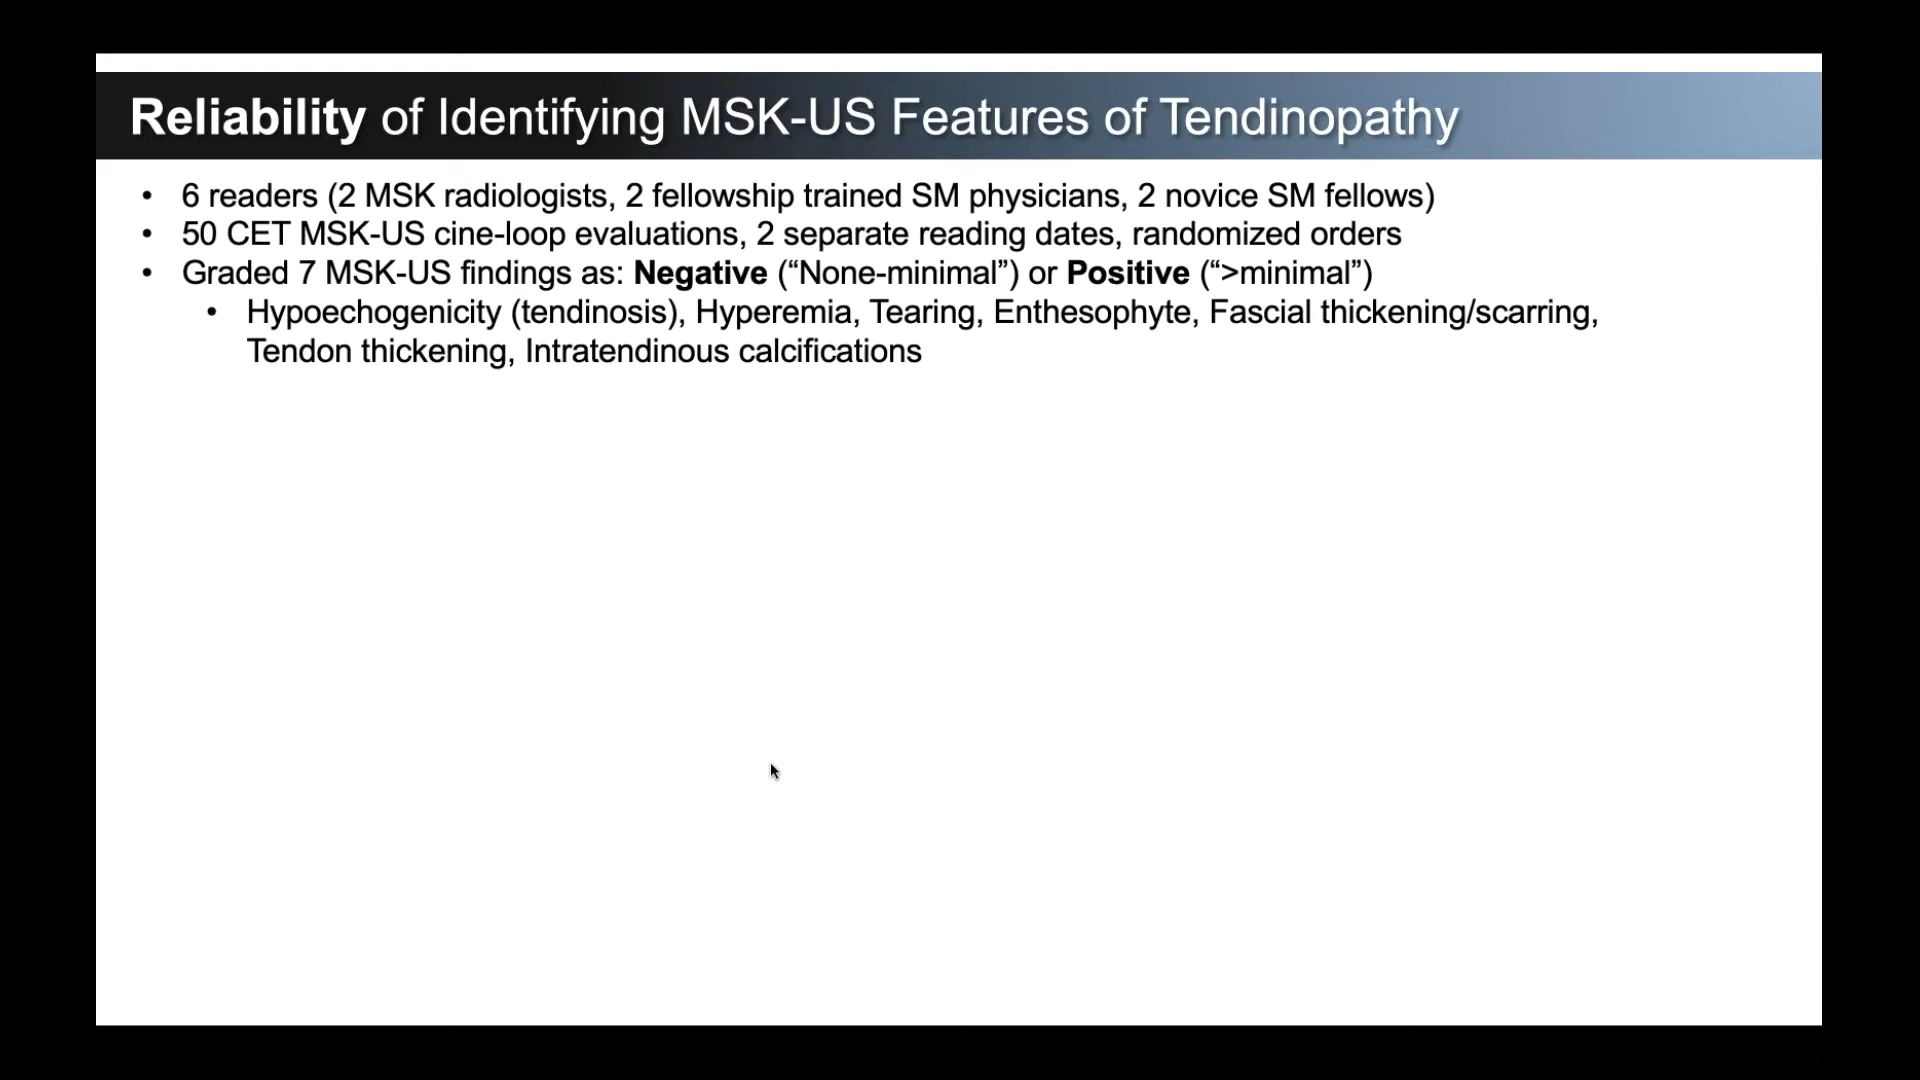 Reliability of Identifying MSK-US Features of Tendinopathy
• 6 readers (2 MSK radiologists, 2 fellowship trained SM physicians, 2 novice SM fellows)
• 50 CET MSK-US cine-loop evaluations, 2 separate reading dates, randomized orders
• Graded 7 MSK-US findings as: Negative (“None-minimal”) or Positive (“>minimal”)
• Hypoechogenicity (tendinosis), Hyperemia, Tearing, Enthesophyte, Fascial thickening/scarring,
Tendon thickening, Intratendinous calcifications